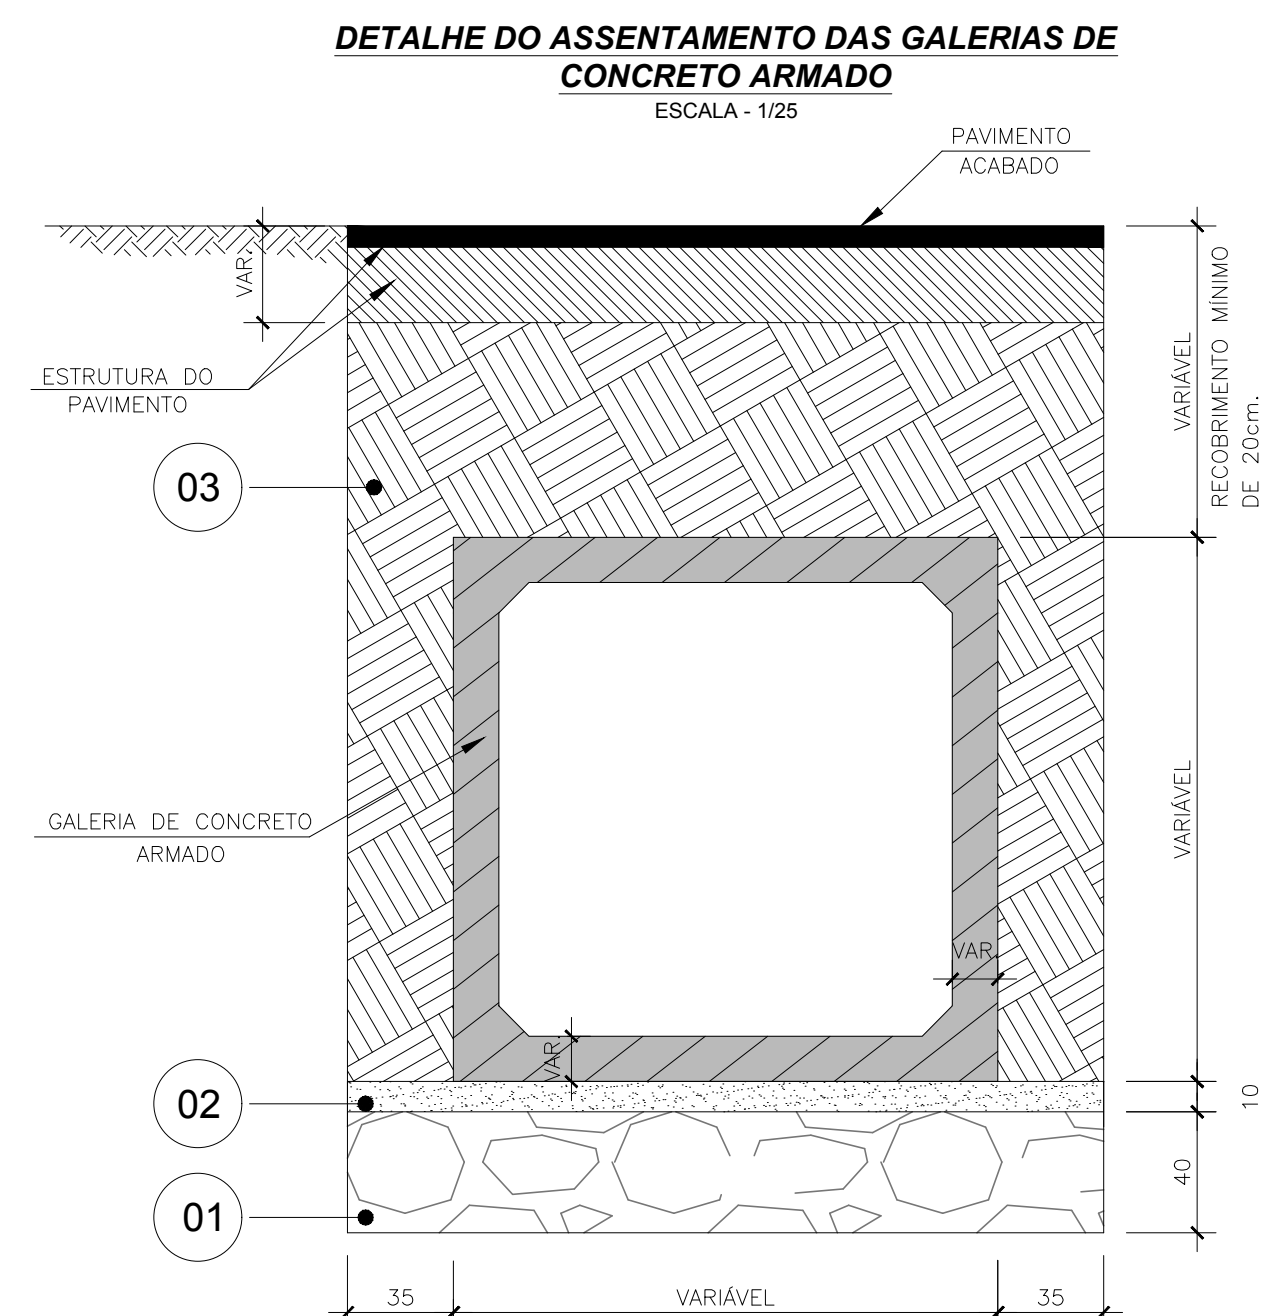 DETALHE DO ASSENTAMENTO DAS GALERIAS DE
CONCRETO ARMADO
ESCALA - 1/25
PAVIMENTO
ACABADO
VAR.
ESTRUTURA DO
PAVIMENTO
VARIÁVEL
RECOBRIMENTO MÍNIMO
DE 20cm.
03
GALERIA DE CONCRETO
ARMADO
VARIÁVEL
VAR.
VAR.
02
10
01
40
35
VARIÁVEL
35